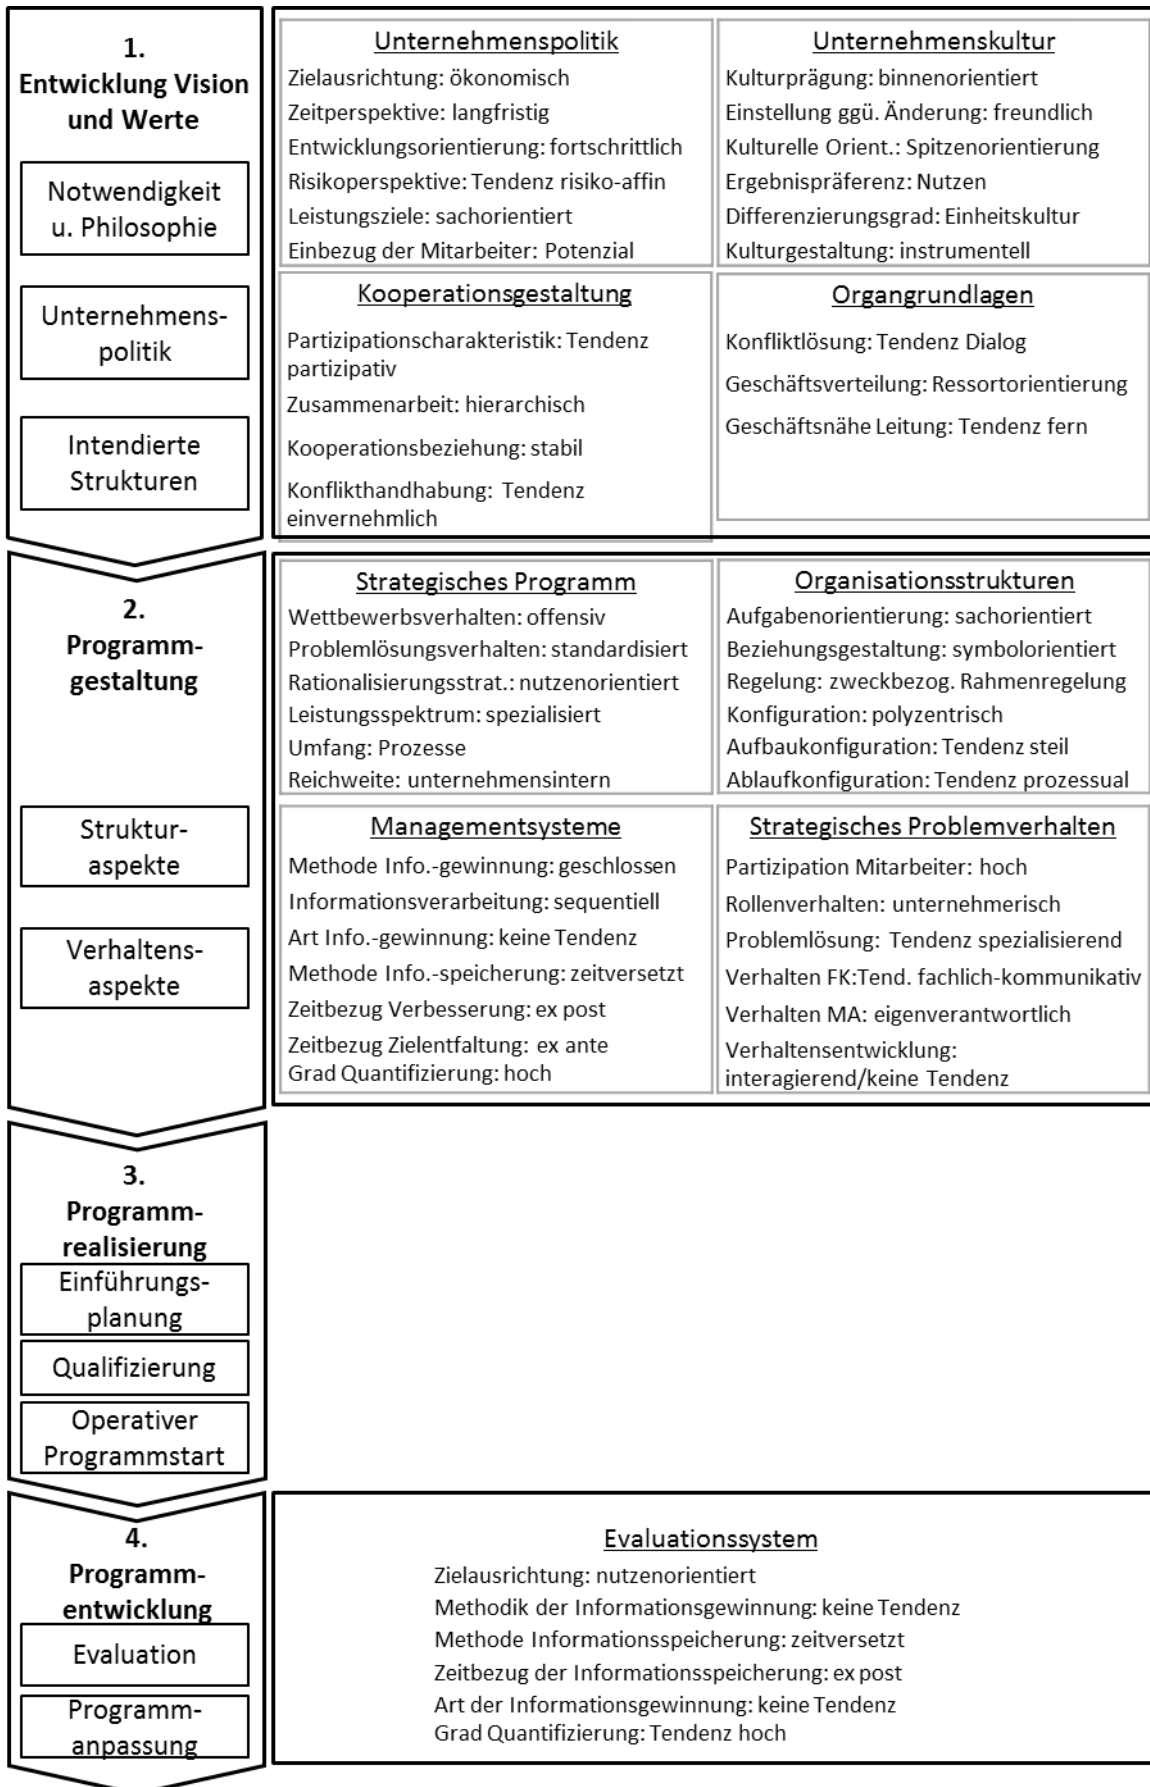 1.
Entwicklung Vision
und Werte
Notwendigkeit
u. Philosophie
Unternehmens-
politik
Intendierte
Strukturen
Unternehmenspolitik
Zielausrichtung: ökonomisch
Zeitperspektive: langfristig
Entwicklungsorientierung: fortschrittlich
Risikoperspektive: Tendenz risiko-affin
Leistungsziele: sachorientiert
Einbezug der Mitarbeiter: Potenzial
Unternehmenskultur
Kulturprägung: binnenorientiert
Einstellung ggü. Änderung: freundlich
Kulturelle Orient.: Spitzenorientierung
Ergebnispräferenz: Nutzen
Differenzierungsgrad: Einheitskultur
Kulturgestaltung: instrumentell
Kooperationsgestaltung
Partizipationscharakteristik: Tendenz
partizipativ
Zusammenarbeit: hierarchisch
Kooperationsbeziehung: stabil
Konflikthandhabung: Tendenz
einvernehmlich
Organgrundlagen
Konfliktlösung: Tendenz Dialog
Geschäftsverteilung: Ressortorientierung
Geschäftsnähe Leitung: Tendenz fern
2.
Programm-
gestaltung
Struktur-
aspekte
Verhaltens-
aspekte
Strategisches Programm
Wettbewerbsverhalten: offensiv
Problemlösungsverhalten: standardisiert
Rationalisierungsstrat.: nutzenorientiert
Leistungsspektrum: spezialisiert
Umfang: Prozesse
Reichweite: unternehmensintern
Organisationsstrukturen
Aufgabenorientierung: sachorientiert
Beziehungsgestaltung: symbolorientiert
Regelung: zweckbezog. Rahmenregelung
Konfiguration: polyzentrisch
Aufbaukonfiguration: Tendenz steil
Ablaufkonfiguration: Tendenz prozessual
Managementsysteme
Methode Info.-gewinnung: geschlossen
Informationsverarbeitung: sequentiell
Art Info.-gewinnung: keine Tendenz
Methode Info.-speicherung: zeitversetzt
Zeitbezug Verbesserung: ex post
Zeitbezug Zielentfaltung: ex ante
Grad Quantifizierung: hoch
Strategisches Problemverhalten
Partizipation Mitarbeiter: hoch
Rollenverhalten: unternehmerisch
Problemlösung: Tendenz spezialisierend
Verhalten FK:Tend. fachlich-kommunikativ
Verhalten MA: eigenverantwortlich
Verhaltensentwicklung:
interagierend/keine Tendenz
3.
Programm-
realisierung
Einführungs-
planung
Qualifizierung
Operativer
Programmstart
4.
Programm-
entwicklung
Evaluation
Programm-
anpassung
Evaluationssystem
Zielausrichtung: nutzenorientiert
Methodik der Informationsgewinnung: keine Tendenz
Methode Informationsspeicherung: zeitversetzt
Zeitbezug der Informationsspeicherung: ex post
Art der Informationsgewinnung: keine Tendenz
Grad Quantifizierung: Tendenz hoch